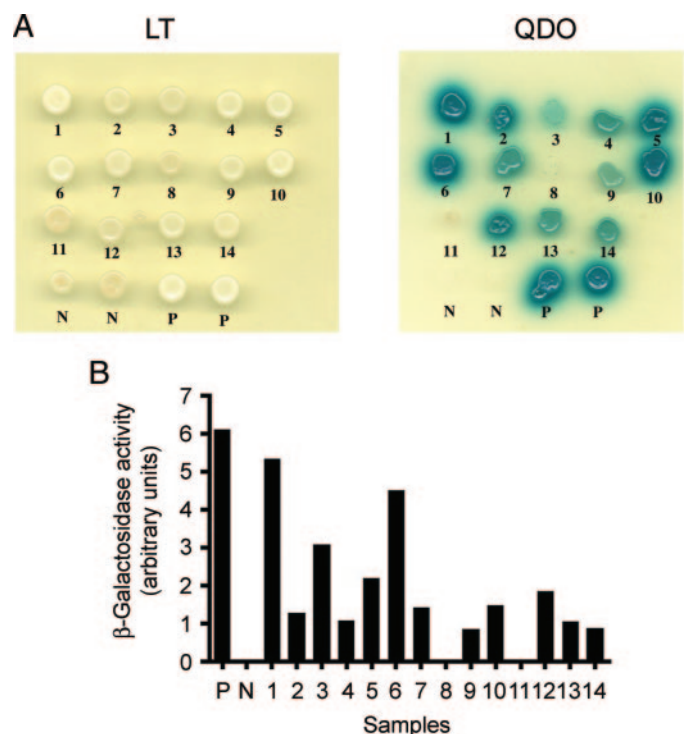 A
LT
QDO
1 2 3 4 5
6 7 8 9 10
11 12 13 14
N N P P
1 2 3 4 5
6 7 8 9 10
11 12 13 14
N N P P
B
β-Galactosidase activity
(arbitrary units)
7
6
5
4
3
2
1
0
P N 1 2 3 4 5 6 7 8 9 10 11 12 13 14
Samples